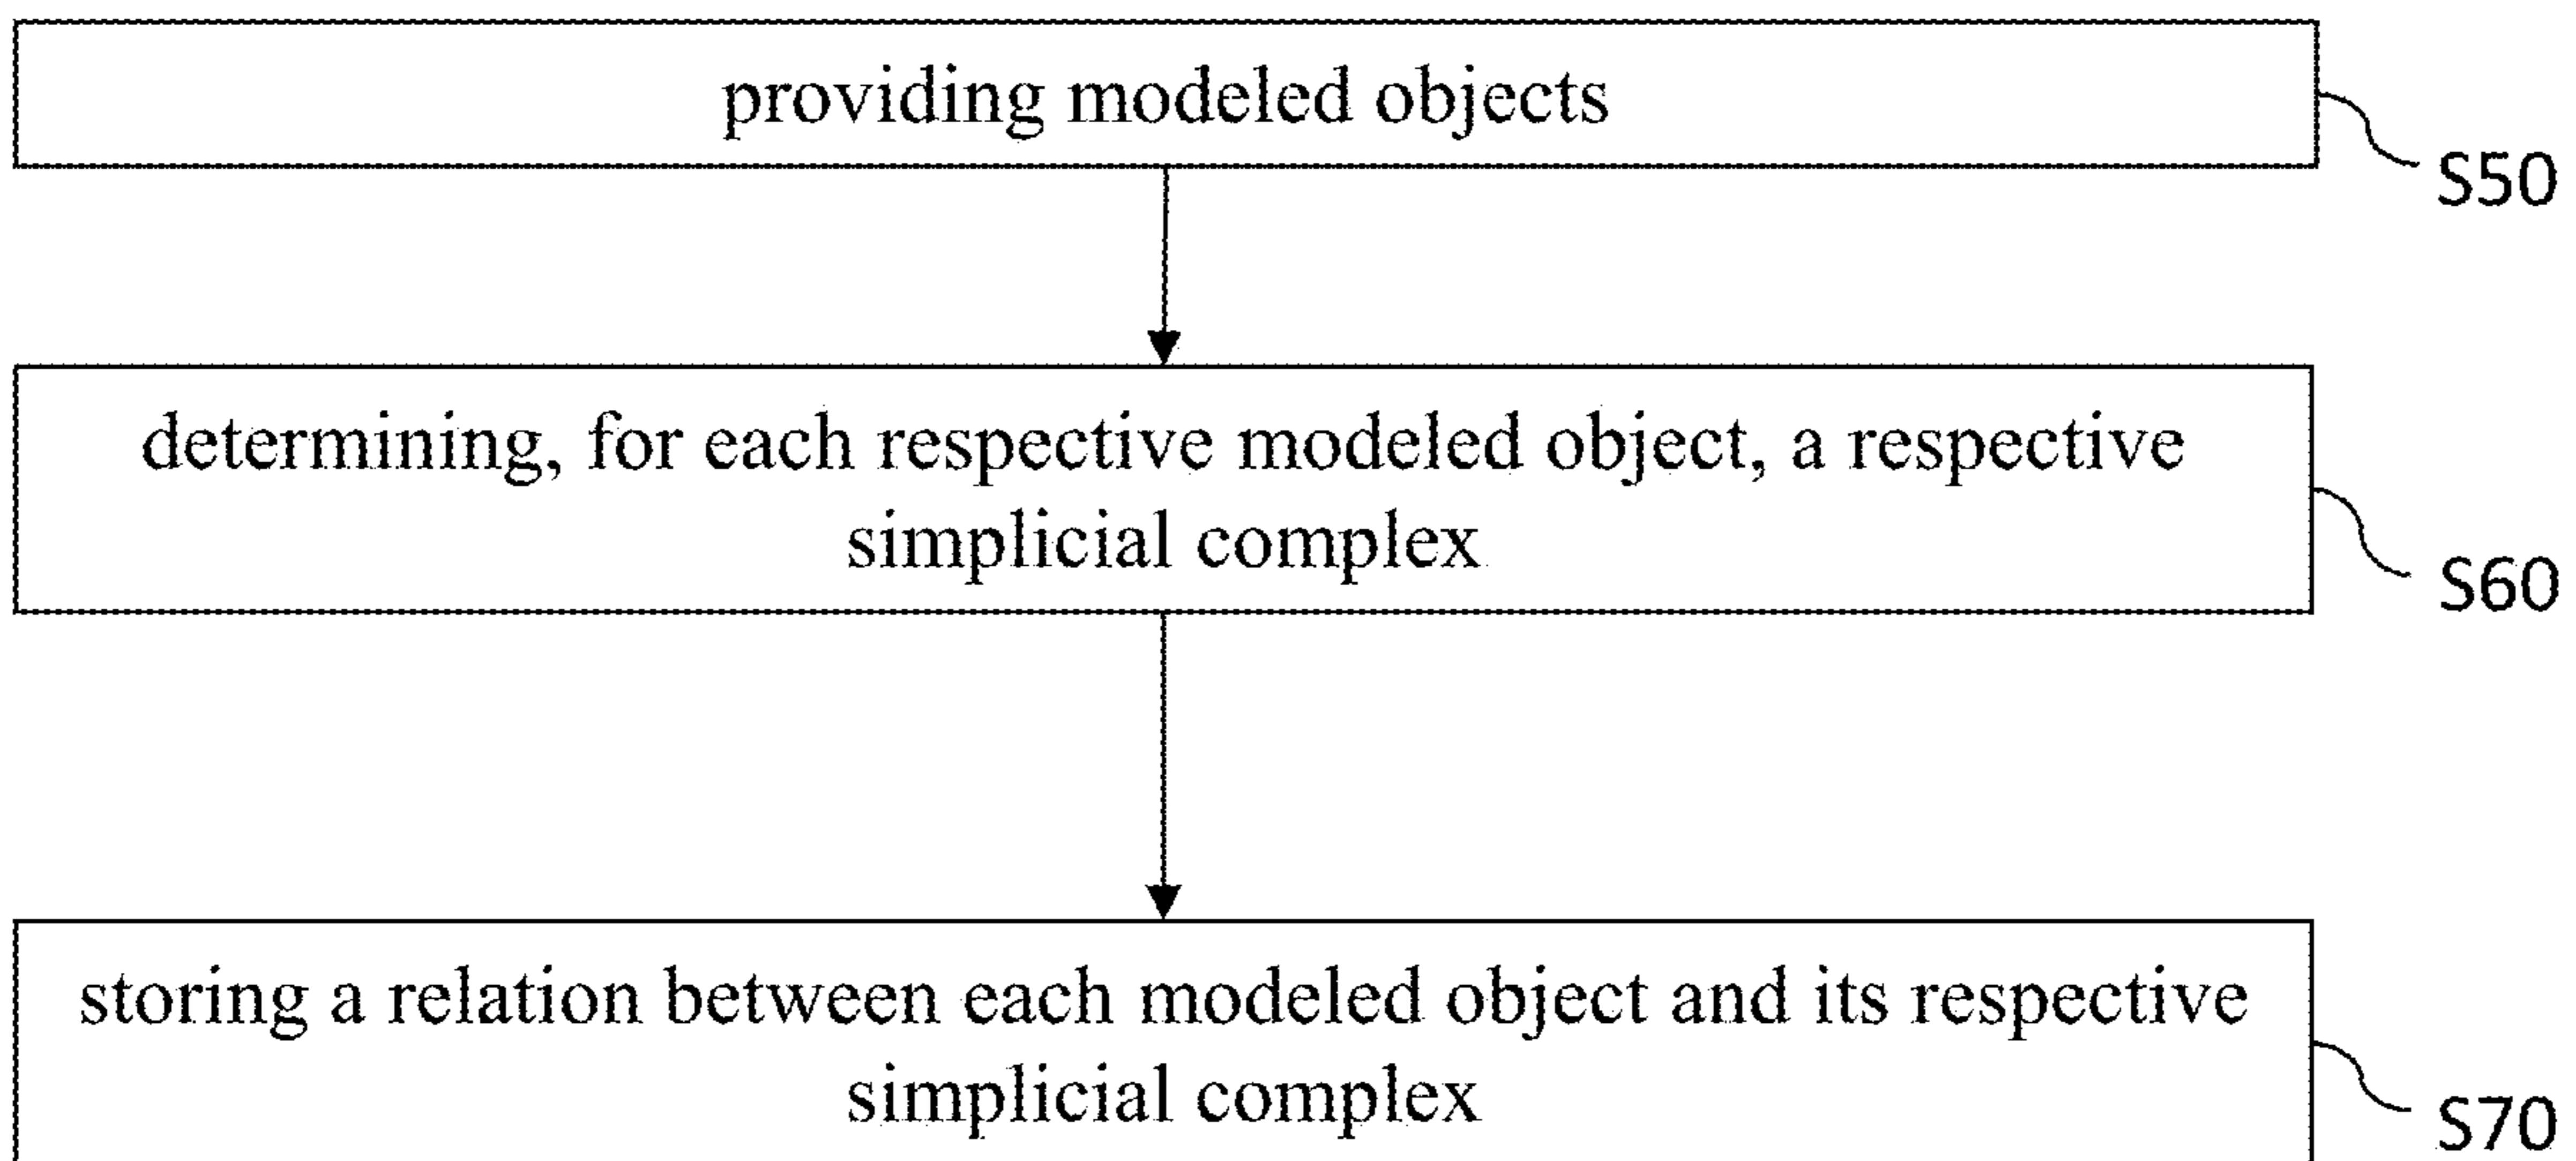 providing modeled objects
S50
determining, for each respective modeled object, a respective
simplicial complex
S60
storing a relation between each modeled object and its respective
simplicial complex
S70